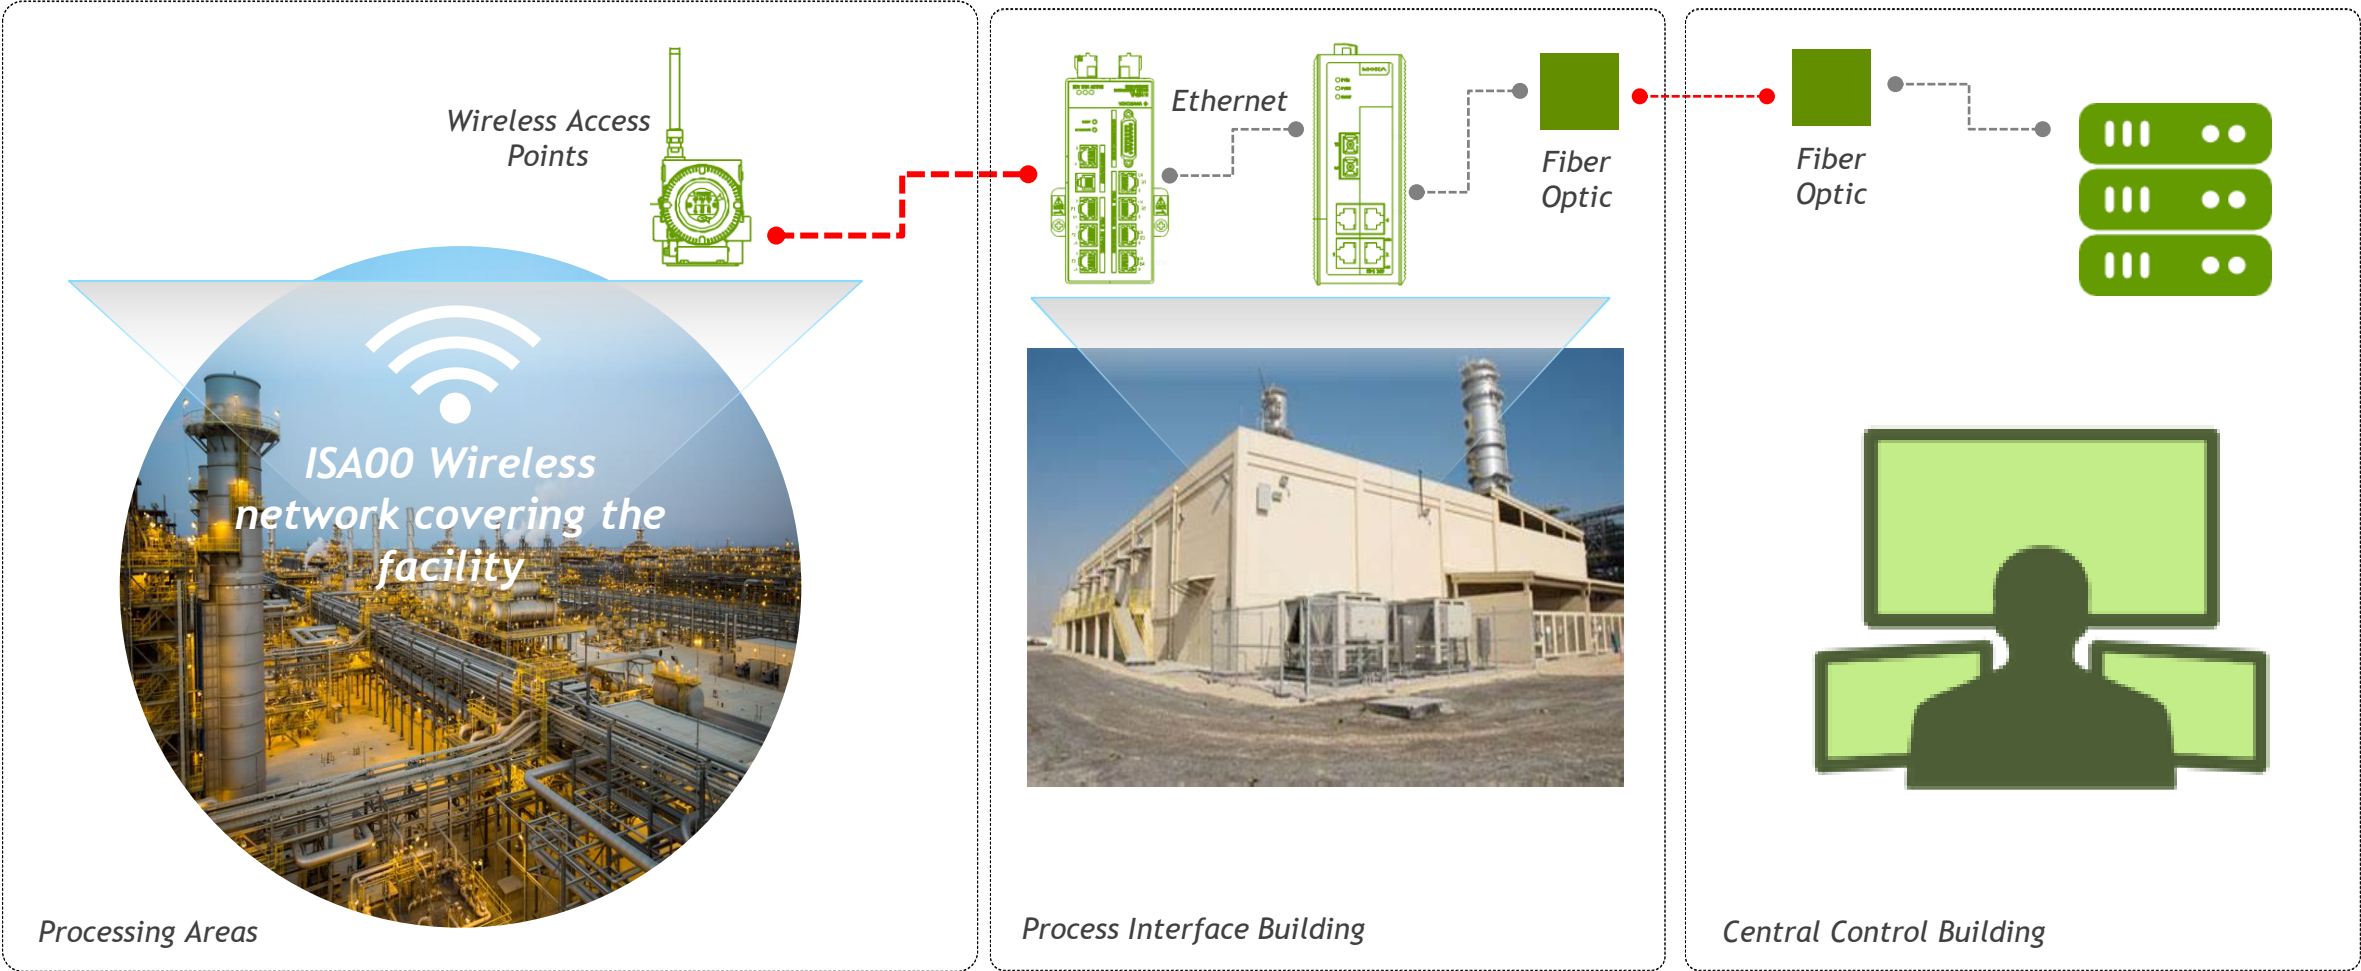 Wireless Access
Points
Ethernet
Fiber
Optic
Fiber
Optic
ISA00 Wireless
network covering the
facility
Processing Areas
Process Interface Building
Central Control Building